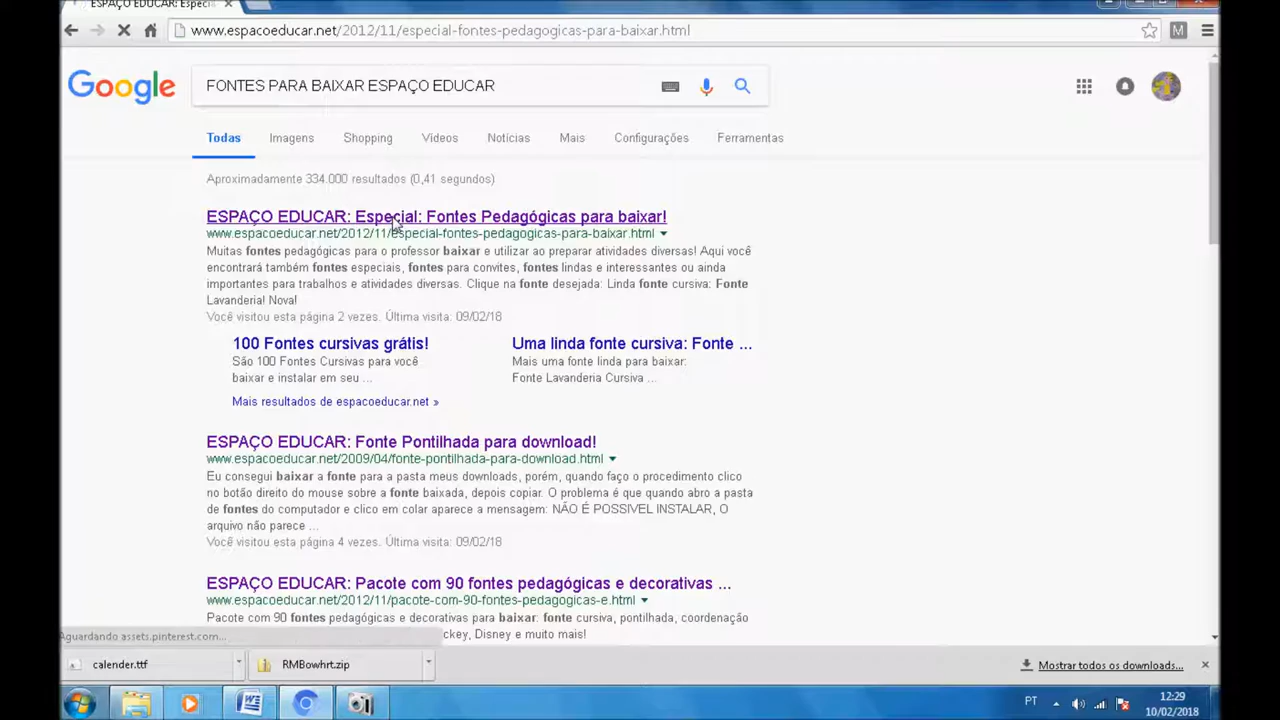 ESPAÇO EDUCAR: Especi
www.espacoeducar.net/2012/11/especial-fontes-pedagogicas-para-baixar.html
M
Google
FONTES PARA BAIXAR ESPAÇO EDUCAR
Todas Imagens Shopping Vídeos Notícias Mais Configurações Ferramentas
Aproximadamente 334.000 resultados (0,41 segundos)
ESPAÇO EDUCAR: Especial: Fontes Pedagógicas para baixar!
www.espacoeducar.net/2012/11/especial-fontes-pedagogicas-para-baixar.html
Muitas fontes pedagógicas para o professor baixar e utilizar ao preparar atividades diversas! Aqui você
encontrará também fontes especiais, fontes para convites, fontes lindas e interessantes ou ainda
importantes para trabalhos e atividades diversas. Clique na fonte desejada: Linda fonte cursiva: Fonte
Lavanderia! Nova!
Você visitou esta página 2 vezes. Última visita: 09/02/18
100 Fontes cursivas grátis!
São 100 Fontes Cursivas para você
baixar e instalar em seu ...
Uma linda fonte cursiva: Fonte ...
Mais uma fonte linda para baixar:
Fonte Lavanderia Cursiva ...
Mais resultados de espacoeducar.net »
ESPAÇO EDUCAR: Fonte Pontilhada para download!
www.espacoeducar.net/2009/04/fonte-pontilhada-para-download.html
Eu consegui baixar a fonte para a pasta meus downloads, porém, quando faço o procedimento clico
no botão direito do mouse sobre a fonte baixada, depois copiar. O problema é que quando abro a pasta
de fontes do computador e clico em colar aparece a mensagem: NÃO É POSSIVEL INSTALAR, O
arquivo não parece ...
Você visitou esta página 4 vezes. Última visita: 09/02/18
ESPAÇO EDUCAR: Pacote com 90 fontes pedagógicas e decorativas ...
www.espacoeducar.net/2012/11/pacote-com-90-fontes-pedagogicas-e.html
Pacote com 90 fontes pedagógicas e decorativas para baixar: fonte cursiva, pontilhada, coordenação
ckey, Disney e muito mais!
Aguardando assets.pinterest.com...
calender.ttf RMBowhrt.zip Mostrar todos os downloads...
PT 12:29
10/02/2018